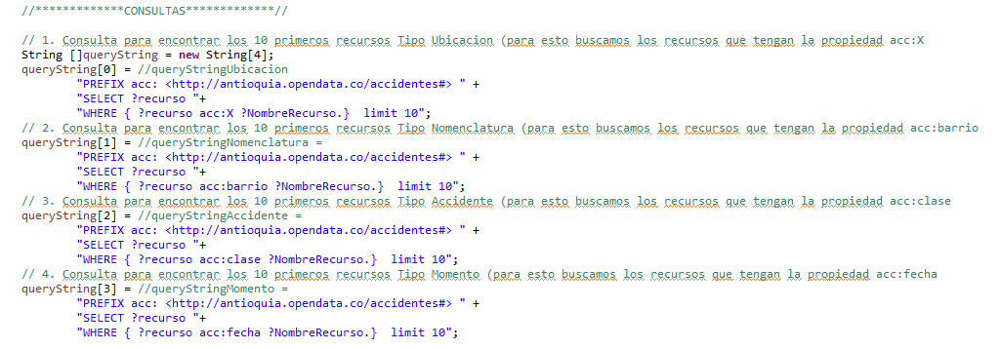 //*************CONSULTAS*************//
// 1. Consulta para encontrar los 10 primeros recursos Tipo Ubicacion (para esto buscamos los recursos que tengan la propiedad acc:X
String []queryString = new String[4];
queryString[0] = //queryStringUbicacion
"PREFIX acc: <http://antioquia.opendata.co/accidentes#> " +
"SELECT ?recurso "+
"WHERE { ?recurso acc:X ?NombreRecurso.}  limit 10";
// 2. Consulta para encontrar los 10 primeros recursos Tipo Nomenclatura (para esto buscamos los recursos que tengan la propiedad acc:barrio
queryString[1] = //queryStringNomenclatura =
"PREFIX acc: <http://antioquia.opendata.co/accidentes#> " +
"SELECT ?recurso "+
"WHERE { ?recurso acc:barrio ?NombreRecurso.}  limit 10";
// 3. Consulta para encontrar los 10 primeros recursos Tipo Accidente (para esto buscamos los recursos que tengan la propiedad acc:clase
queryString[2] = //queryStringAccidente =
"PREFIX acc: <http://antioquia.opendata.co/accidentes#> " +
"SELECT ?recurso "+
"WHERE { ?recurso acc:clase ?NombreRecurso.}  limit 10";
// 4. Consulta para encontrar los 10 primeros recursos Tipo Momento (para esto buscamos los recursos que tengan la propiedad acc:fecha
queryString[3] = //queryStringMomento =
"PREFIX acc: <http://antioquia.opendata.co/accidentes#> " +
"SELECT ?recurso "+
"WHERE { ?recurso acc:fecha ?NombreRecurso.}  limit 10";